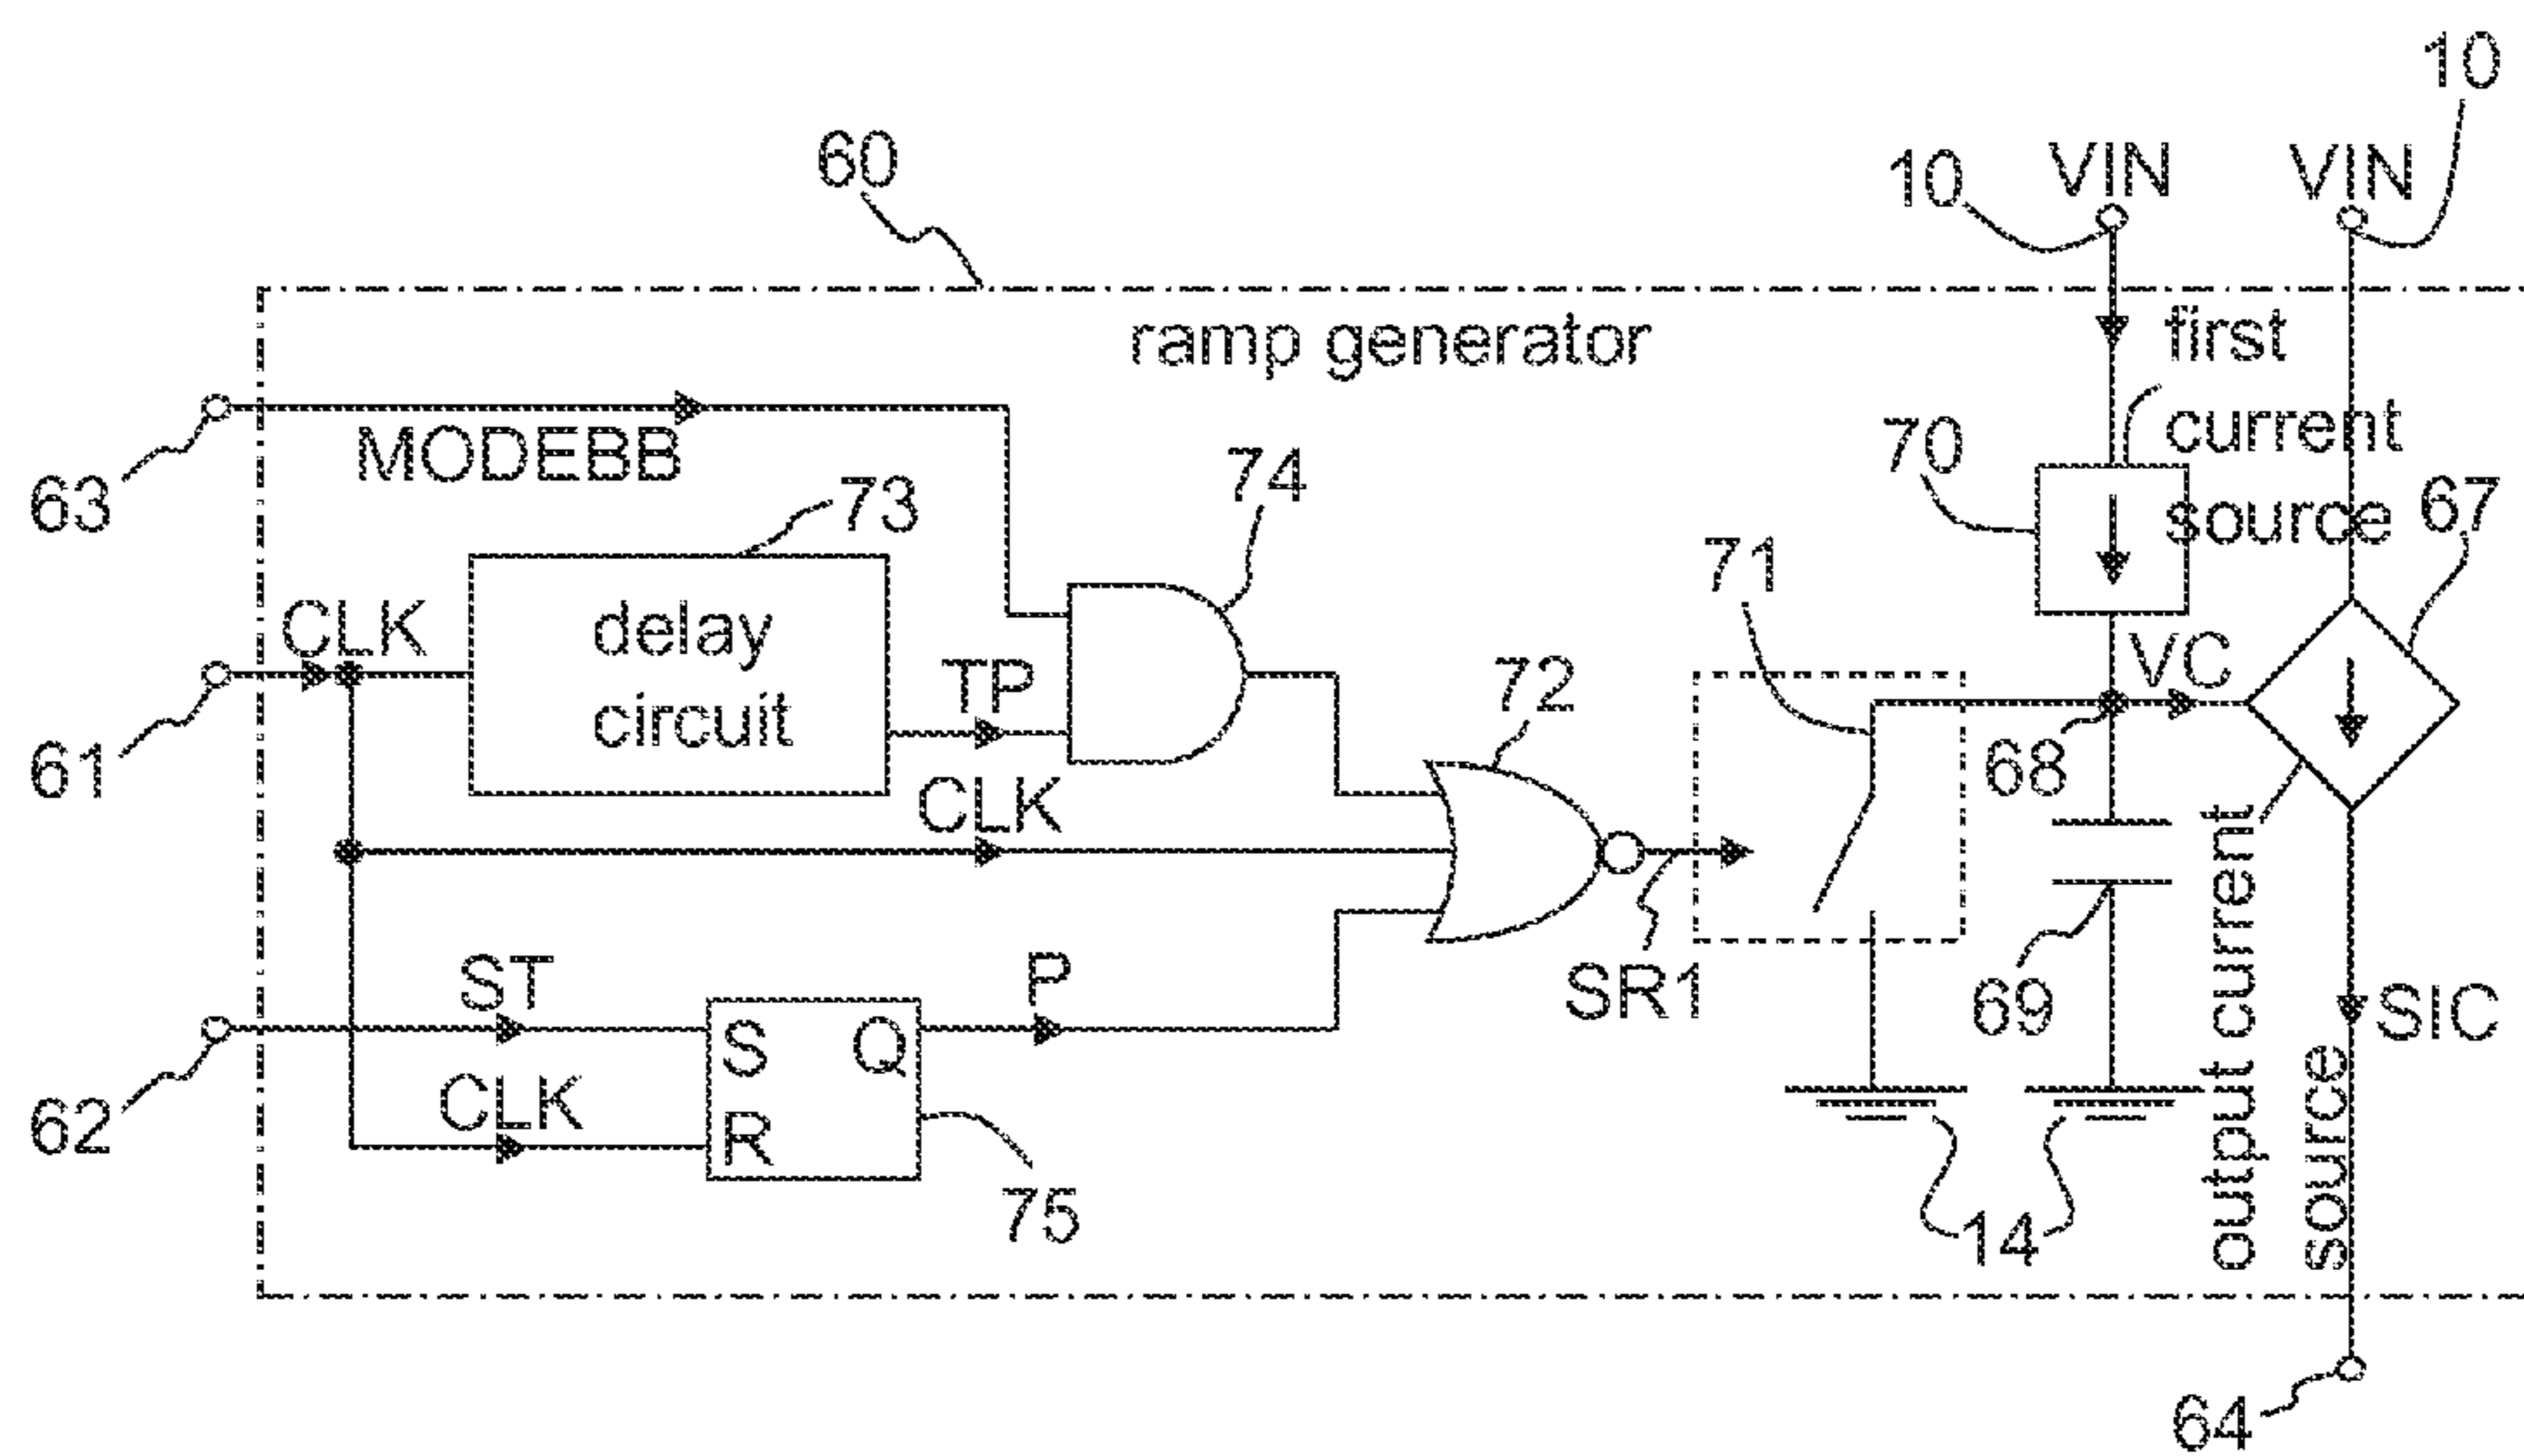 10
60
10
VIN
VIN
ramp generator
first
current
source
63
MODEBB
73
74
70
67
71
CLK
delay
circuit
TP
72
VC
61
CLK
68
ST
P
SR1
69
SIC
S
Q
62
CLK
R
75
14
output current
source
64